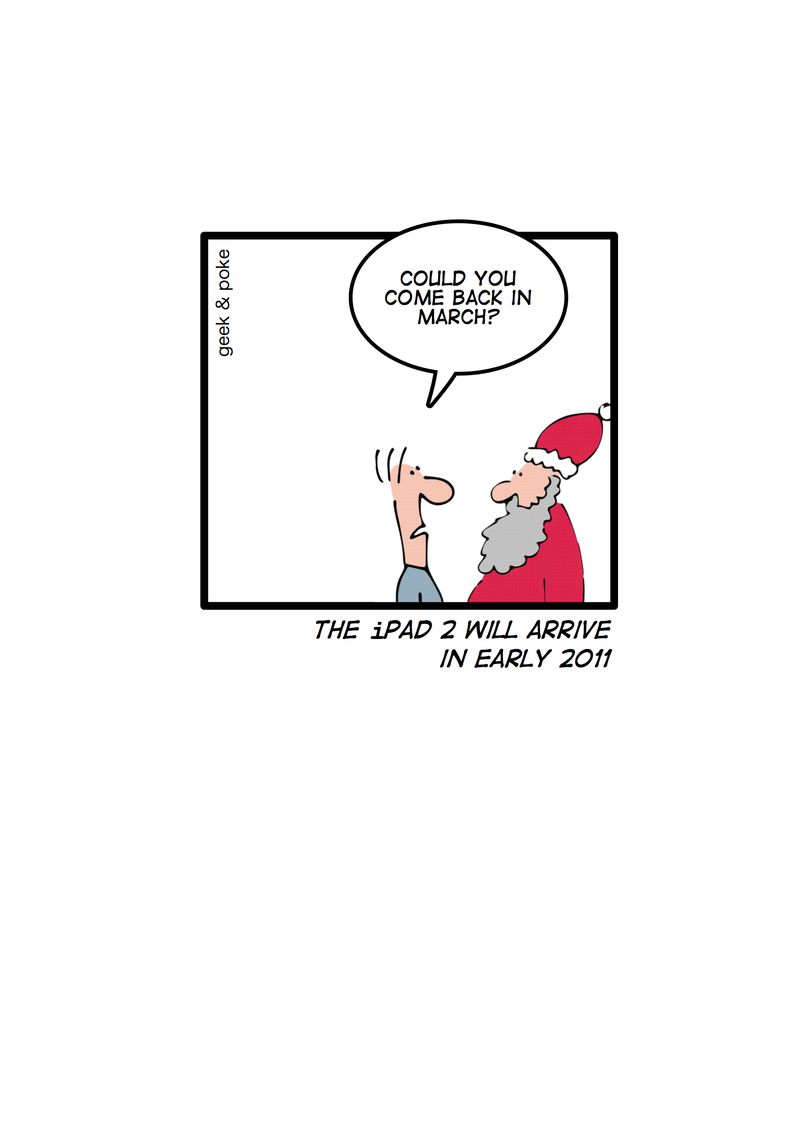 geek & poke
COULD YOU
COME BACK IN
MARCH?
THE iPAD 2 WILL ARRIVE
IN EARLY 2011